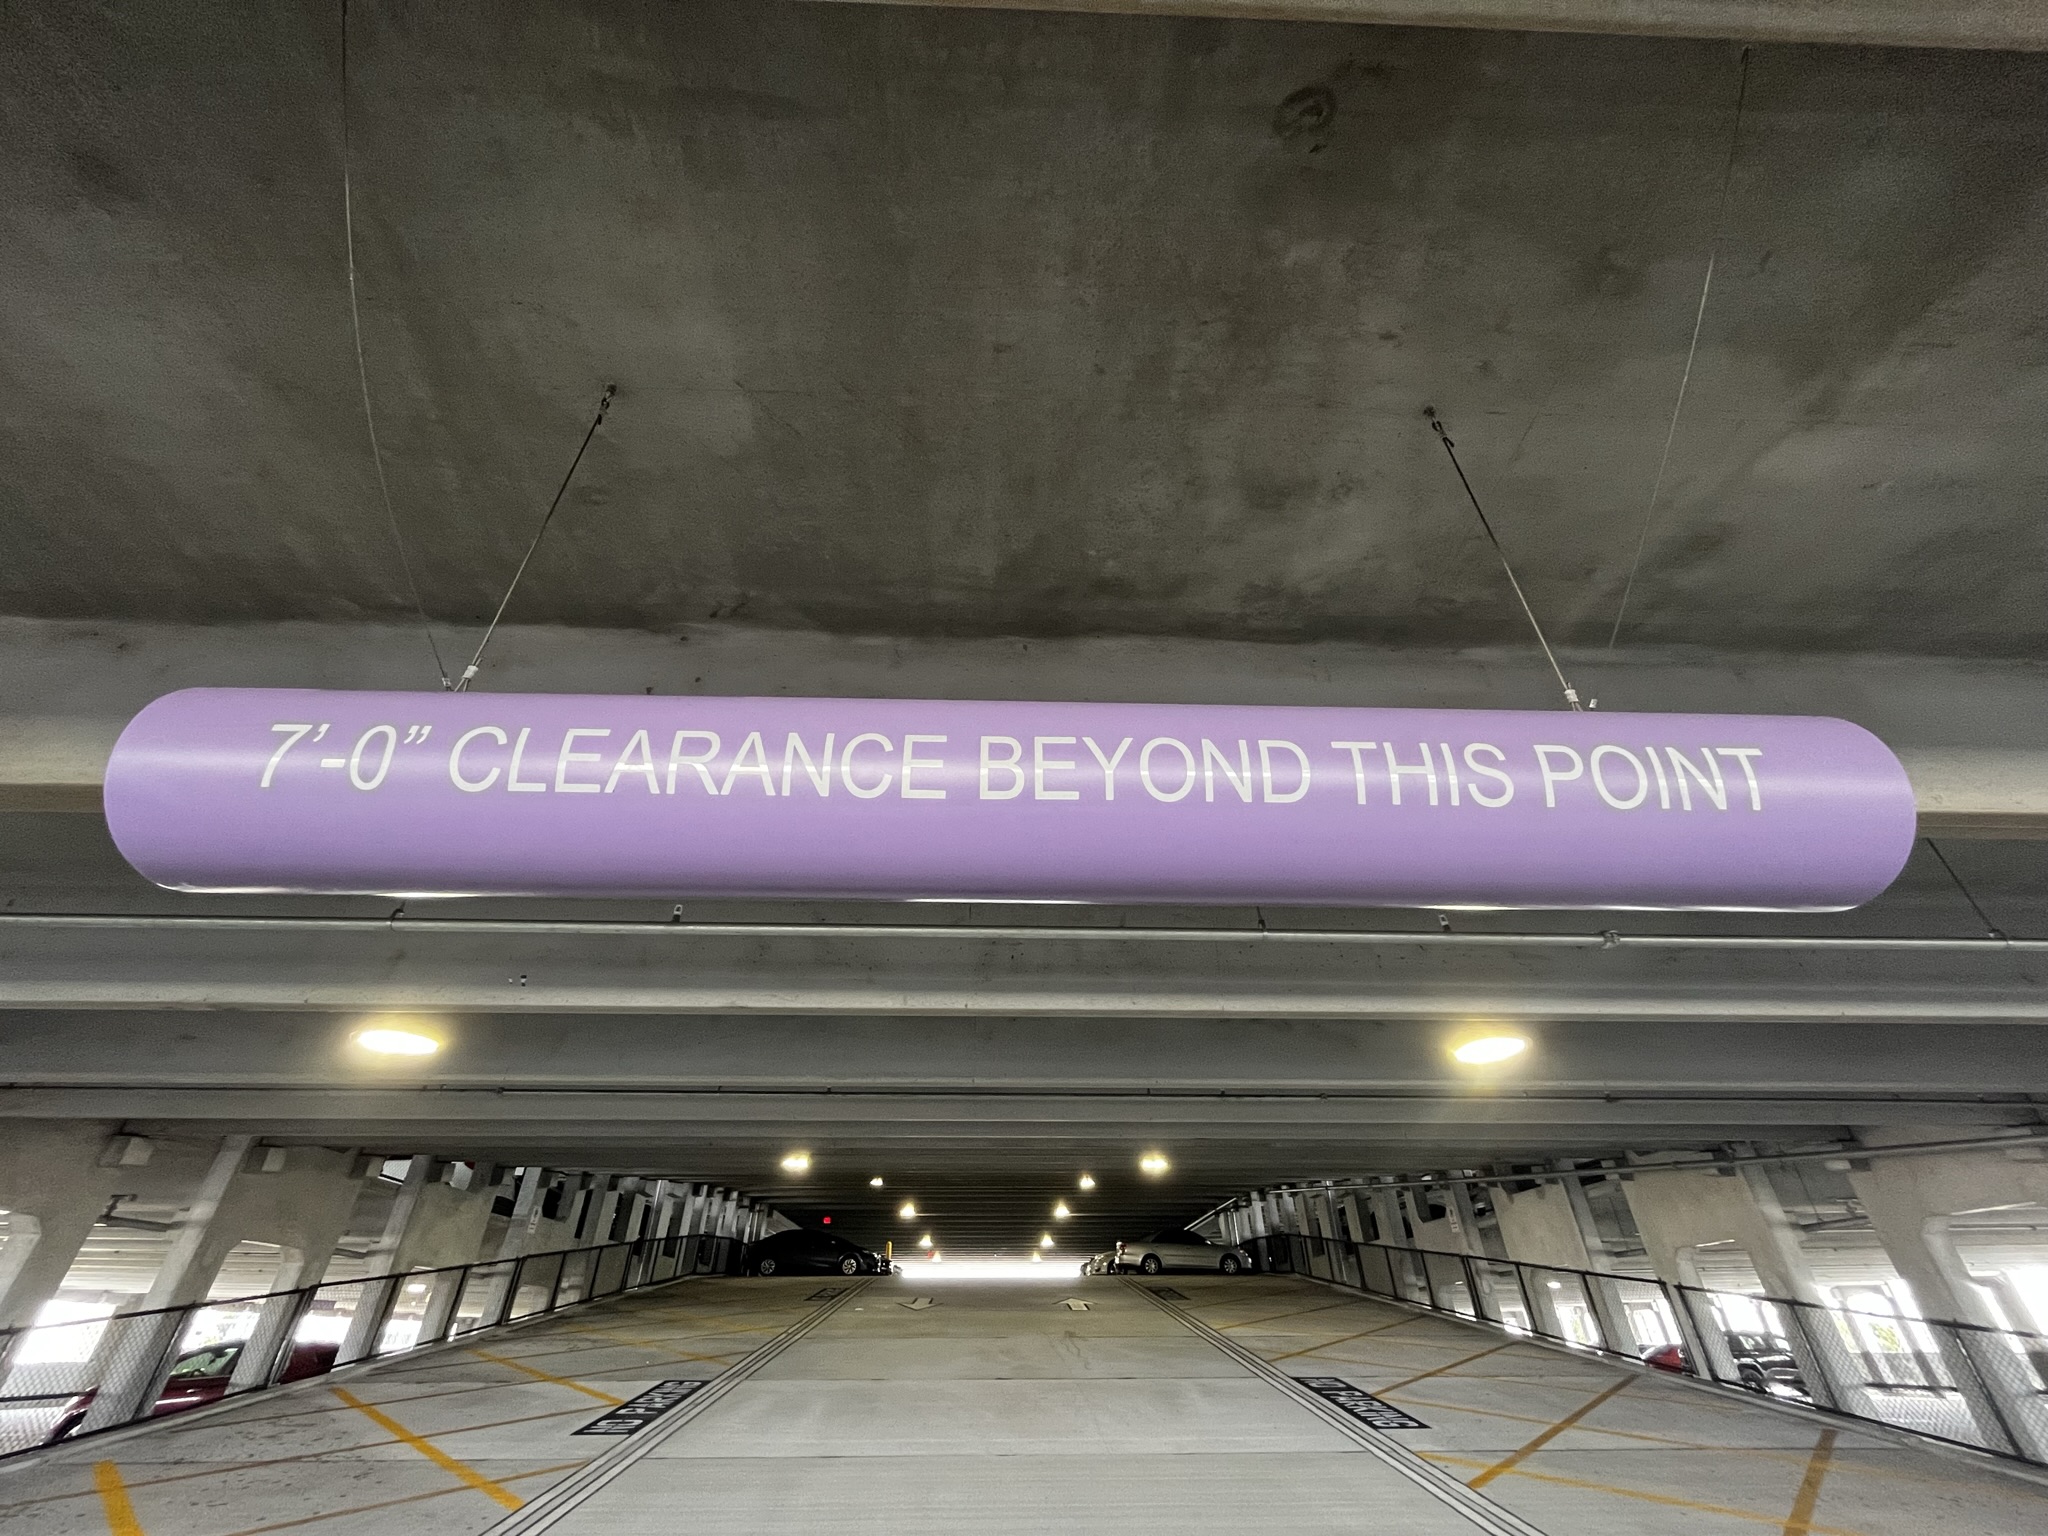 7'-0” CLEARANCE BEYOND THIS POINT
NO PARKING
NO PARKING